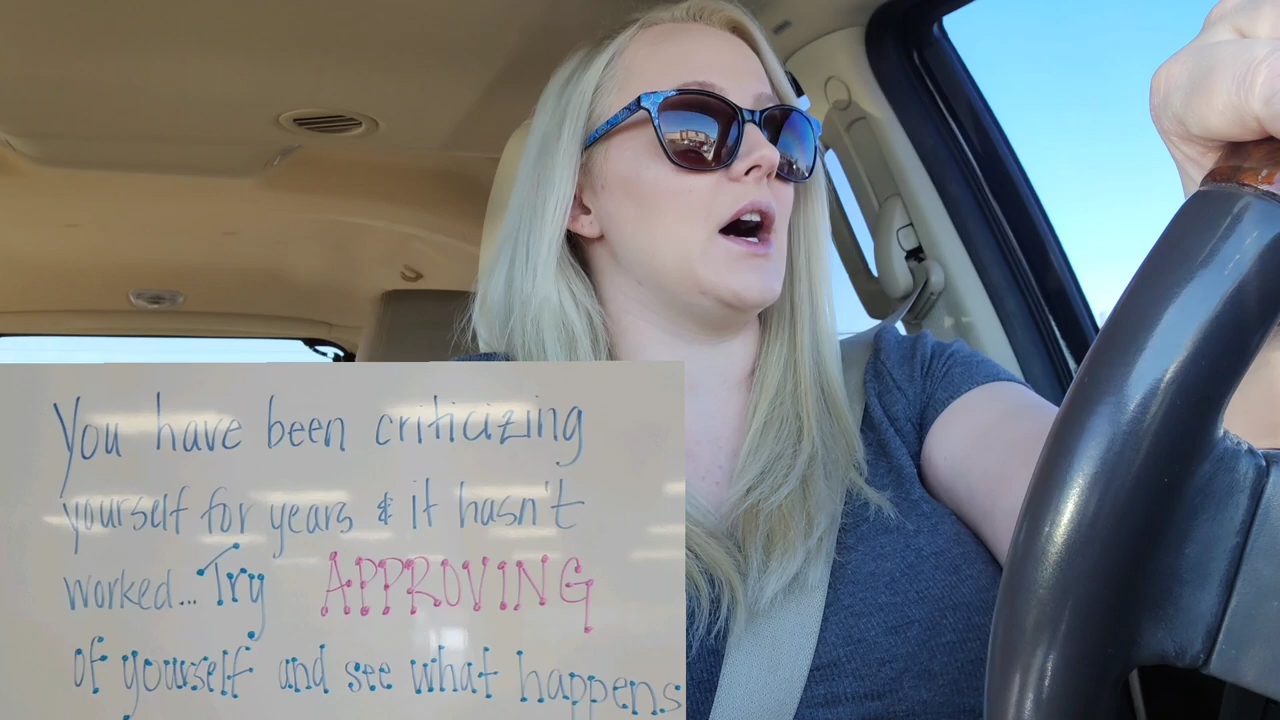 You have been criticizing
yourself for years & it hasn't
worked... Try APPROVING
of yourself and see what happens